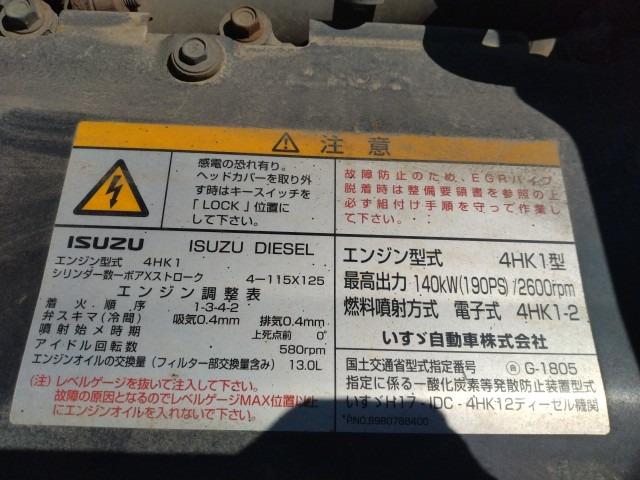 注意
感電の恐れ有り。
ヘッドカバーを取り外
す時はキースイッチを
「LOCK」位置に
して下さい。
故障防止のため、EGRパイプ
脱着時は整備要領書を参照の上
必ず組付け手順を守って作業し
て下さい。
ISUZU ISUZU DIESEL
エンジン型式 4HK1
シリンダー数ーボアXストローク 4-115X125
エンジン調整表
着火順序 1-3-4-2
弁スキマ(冷間) 吸気0.4mm 排気0.4mm
噴射始メ時期 上死点前 0°
アイドル回転数 580rpm
エンジンオイルの交換量(フィルター部交換量含み) 13.0L
(注)レベルゲージを抜いて注入して下さい。
故障の原因となるのでレベルゲージMAX位置以上
にエンジンオイルを入れないで下さい。
エンジン型式 4HK1型
最高出力 140kW(190PS)/2600rpm
燃料噴射方式 電子式 4HK1-2
いすゞ自動車株式会社
国土交通省型式指定番号 自 G-1805
指定に係る一酸化炭素等発散防止装置型式
いすゞH17-IDC-4HK12ディーゼル機関
*P.NO.8980788400